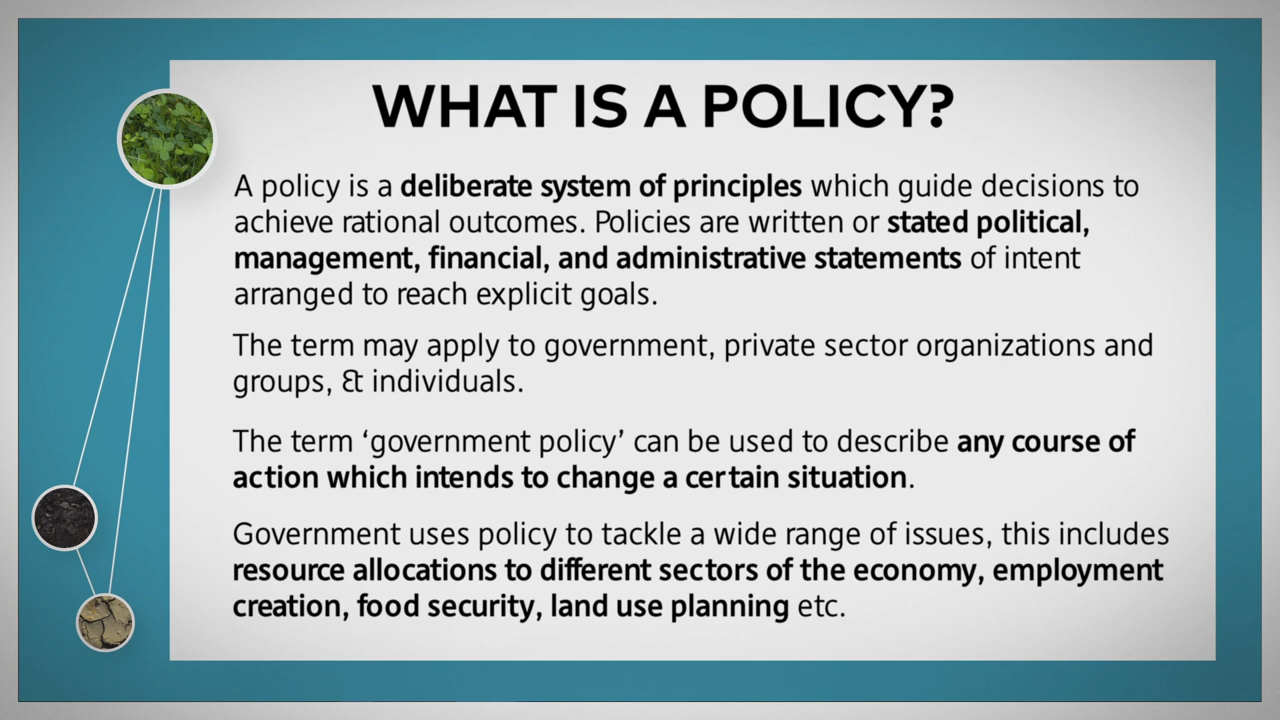 WHAT IS A POLICY?
A policy is a deliberate system of principles which guide decisions to
achieve rational outcomes. Policies are written or stated political,
management, financial, and administrative statements of intent
arranged to reach explicit goals.
The term may apply to government, private sector organizations and
groups, & individuals.
The term ‘government policy’ can be used to describe any course of
action which intends to change a certain situation.
Government uses policy to tackle a wide range of issues, this includes
resource allocations to different sectors of the economy, employment
creation, food security, land use planning etc.